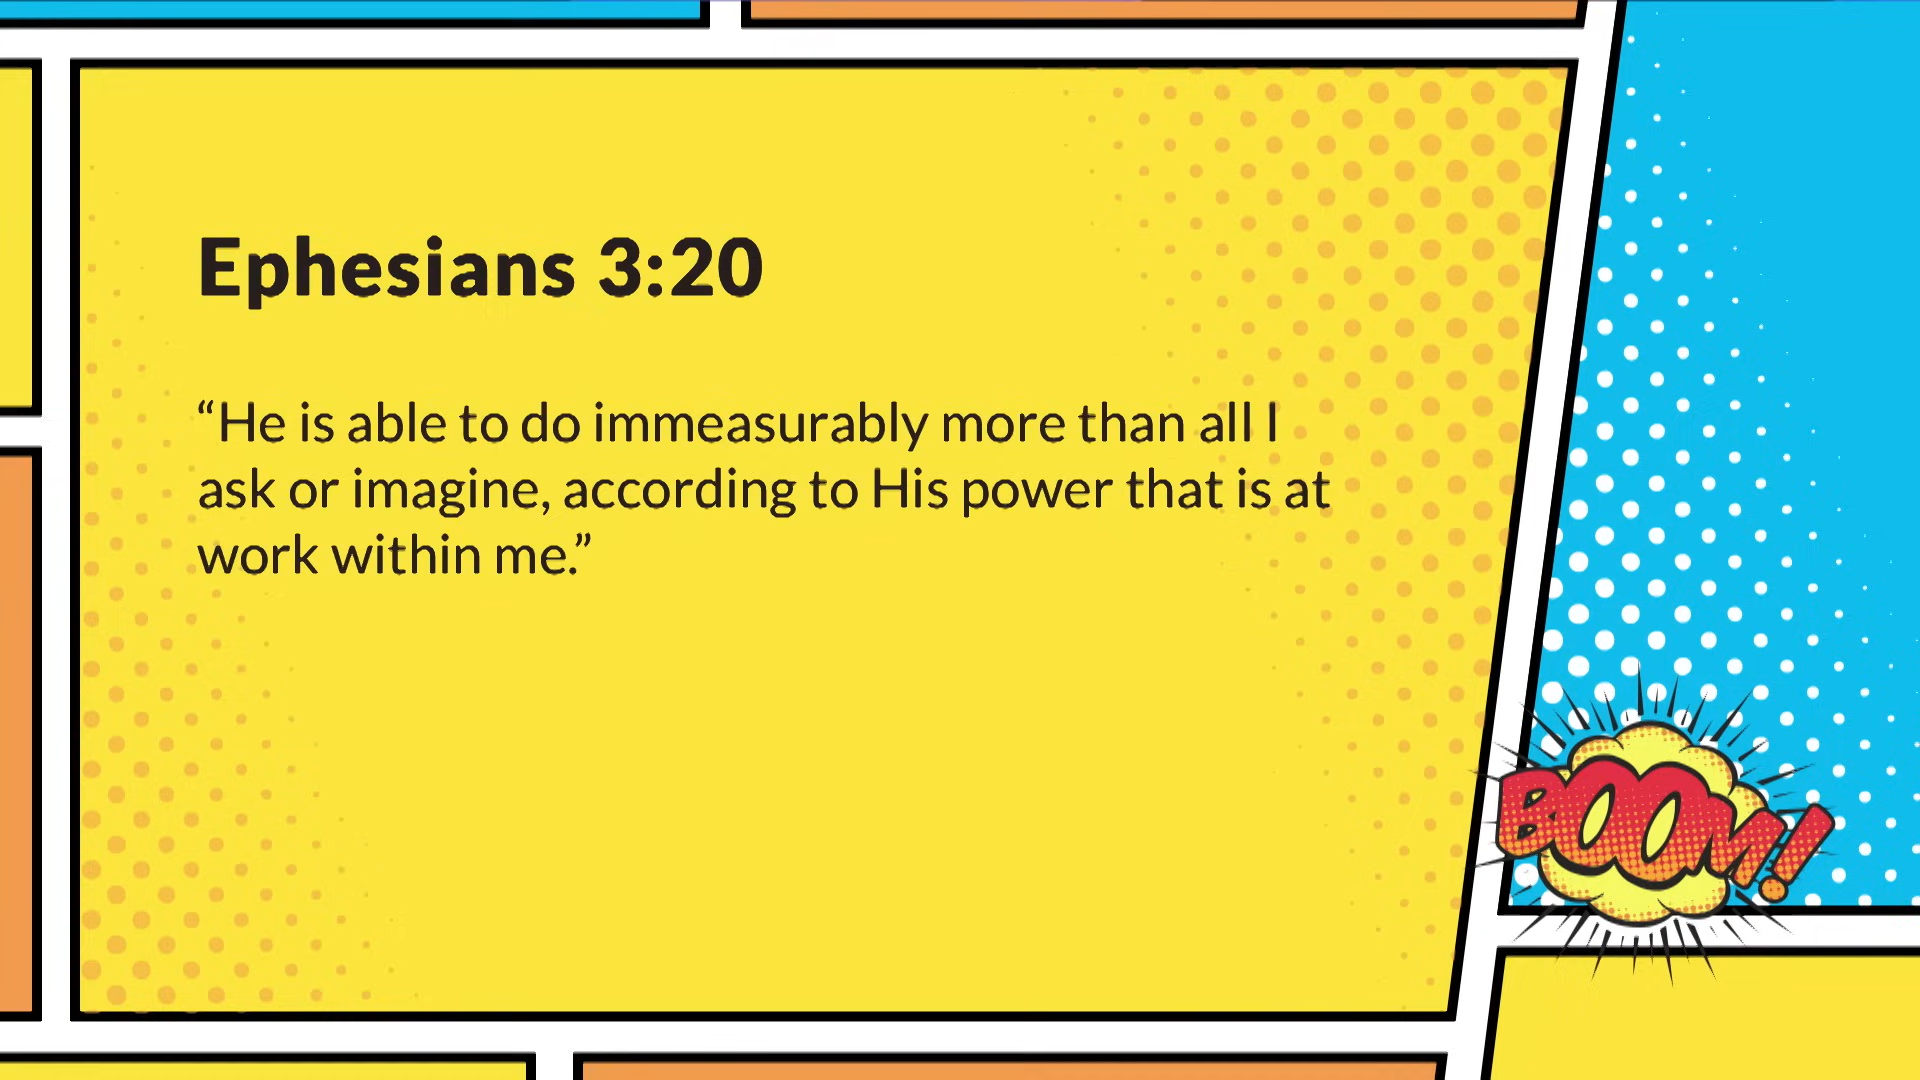 Ephesians 3:20
“He is able to do immeasurably more than all I
ask or imagine, according to His power that is at
work within me.”
BOOM!